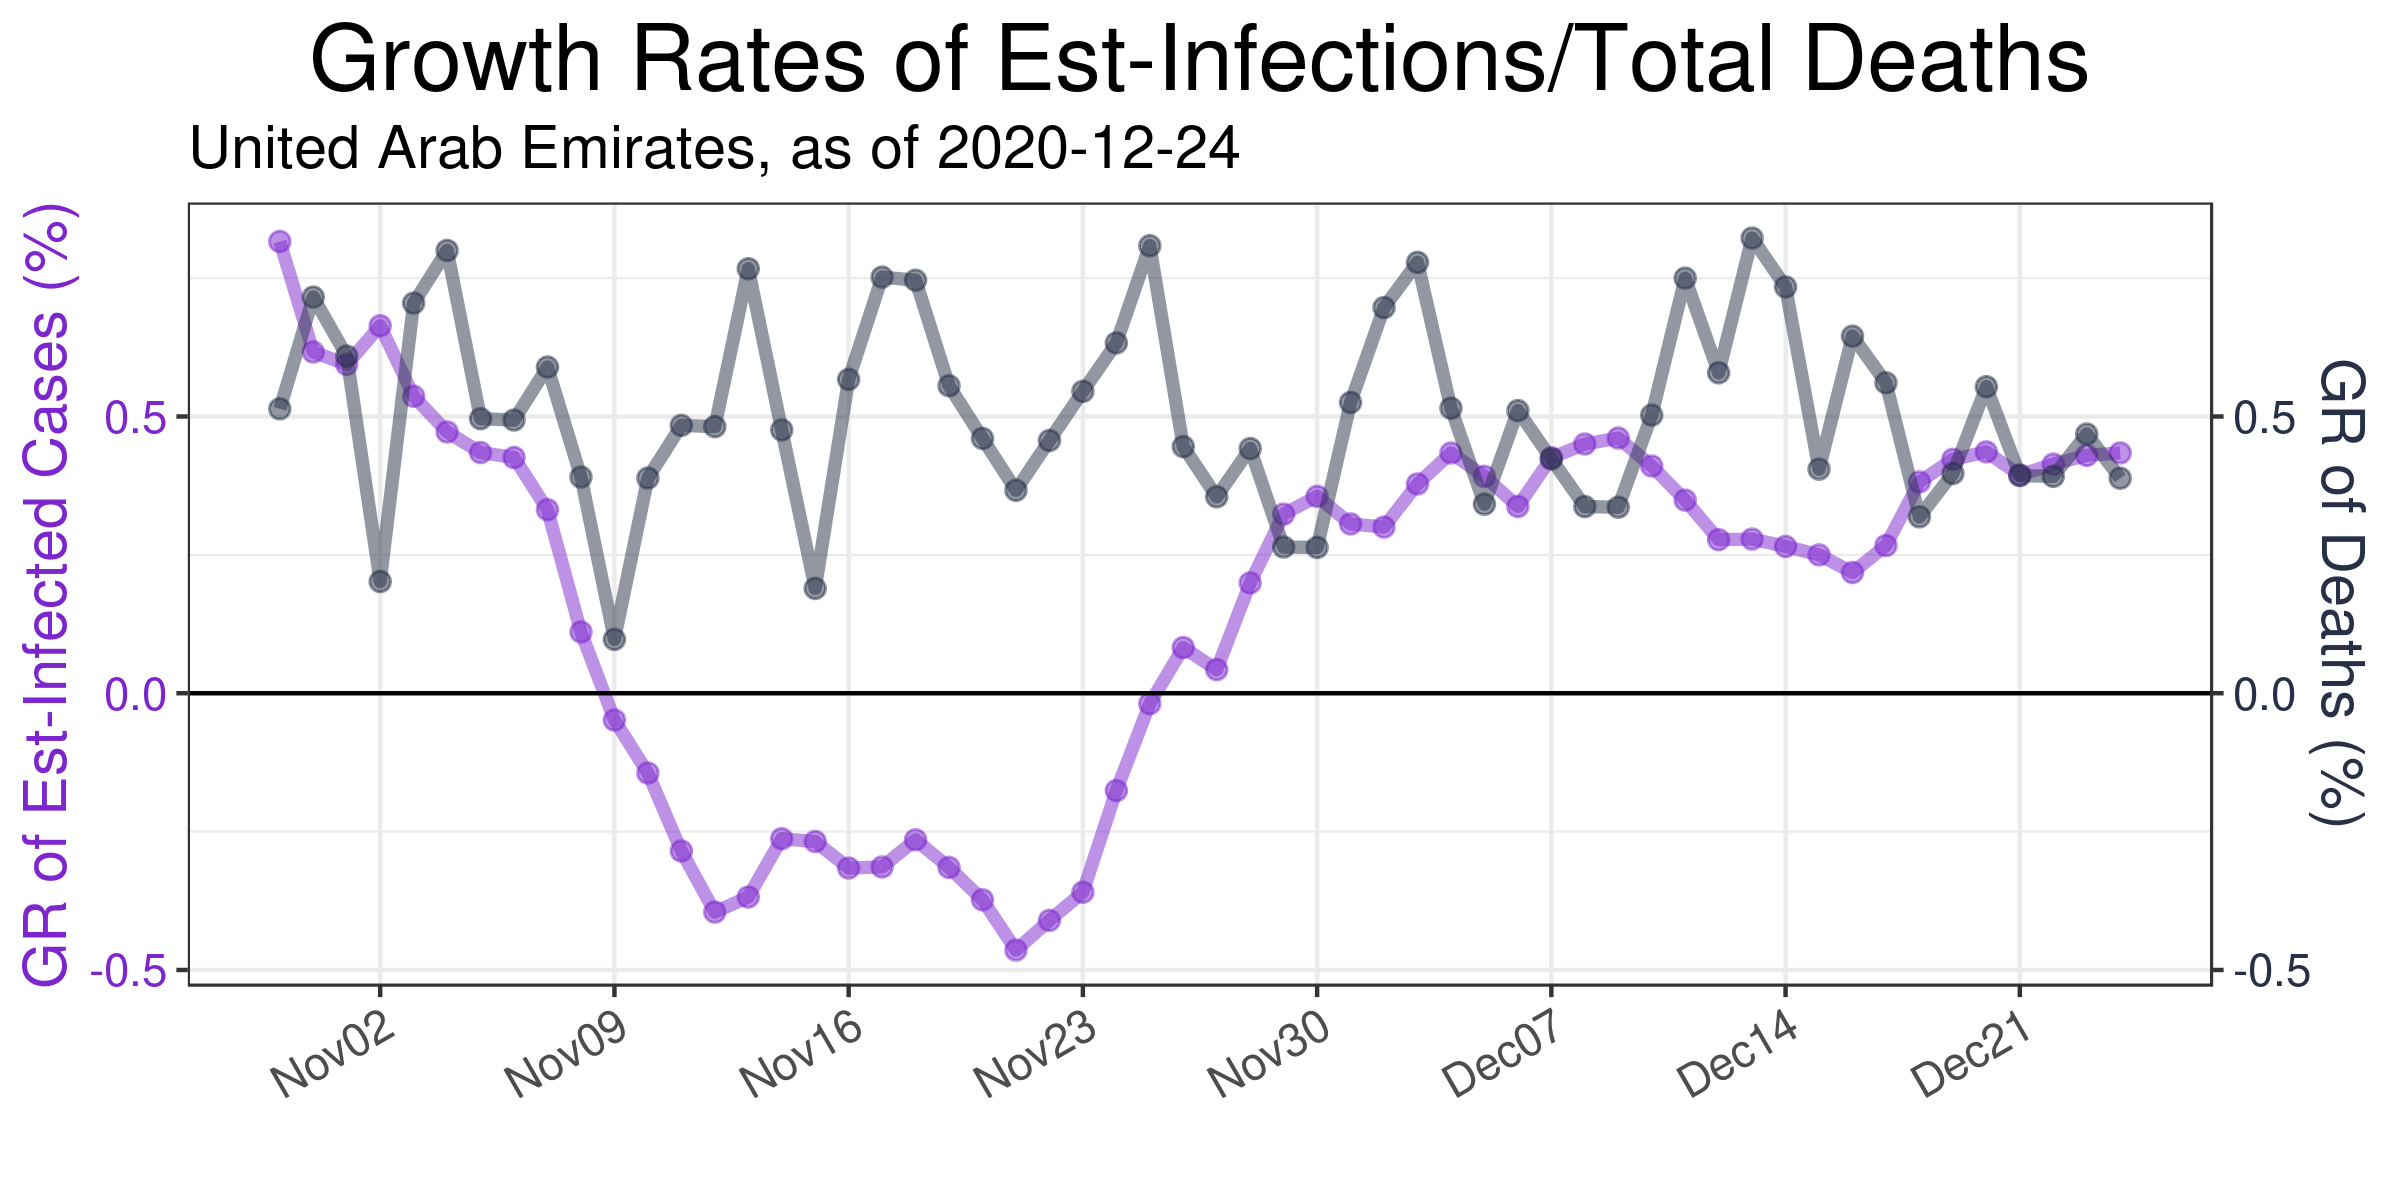 Growth Rates of Est-Infections/Total Deaths
United Arab Emirates, as of 2020-12-24
GR of Est-Infected Cases (%)
0.5
0.0
-0.5
GR of Deaths (%)
0.5
0.0
-0.5
Nov02
Nov09
Nov16
Nov23
Nov30
Dec07
Dec14
Dec21